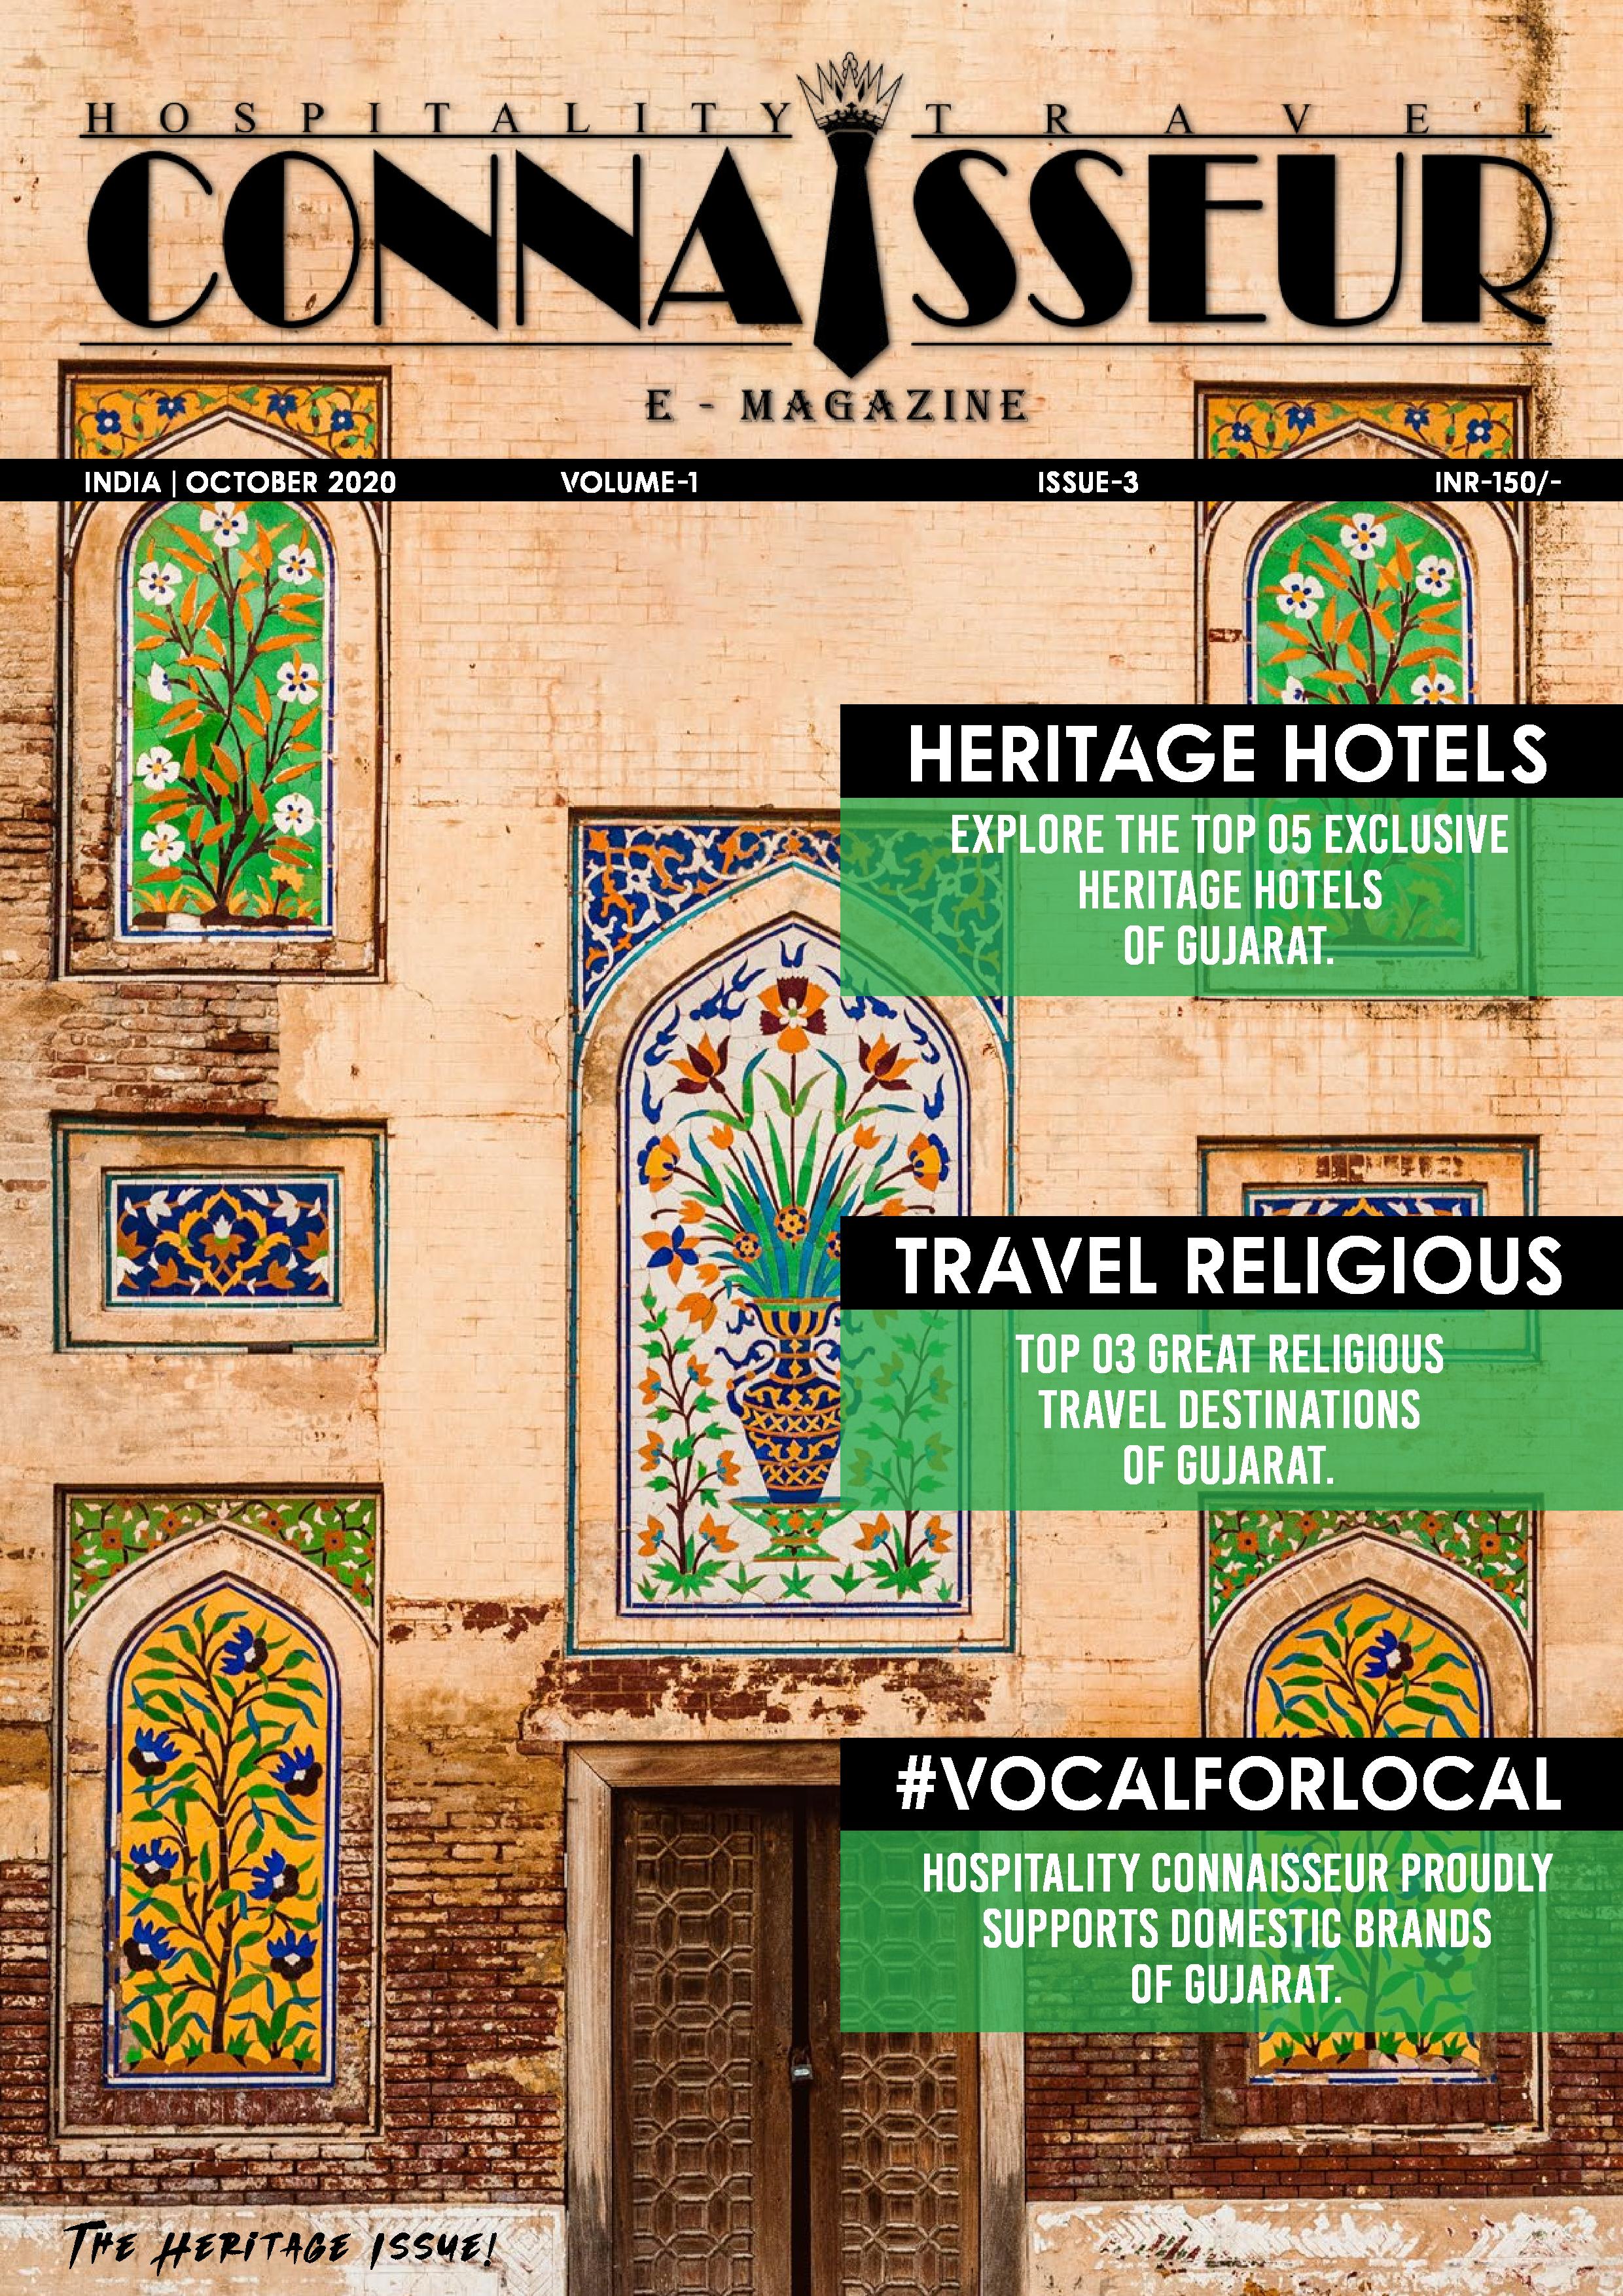 HOSPITALITY TRAVEL
CONNAISSEUR
E - MAGAZINE
INDIA | OCTOBER 2020 VOLUME-1 ISSUE-3 INR-150/-
HERITAGE HOTELS
EXPLORE THE TOP 05 EXCLUSIVE
HERITAGE HOTELS
OF GUJARAT.
TRAVEL RELIGIOUS
TOP 03 GREAT RELIGIOUS
TRAVEL DESTINATIONS
OF GUJARAT.
#VOCALFORLOCAL
HOSPITALITY CONNAISSEUR PROUDLY
SUPPORTS DOMESTIC BRANDS
OF GUJARAT.
THE HERITAGE ISSUE!